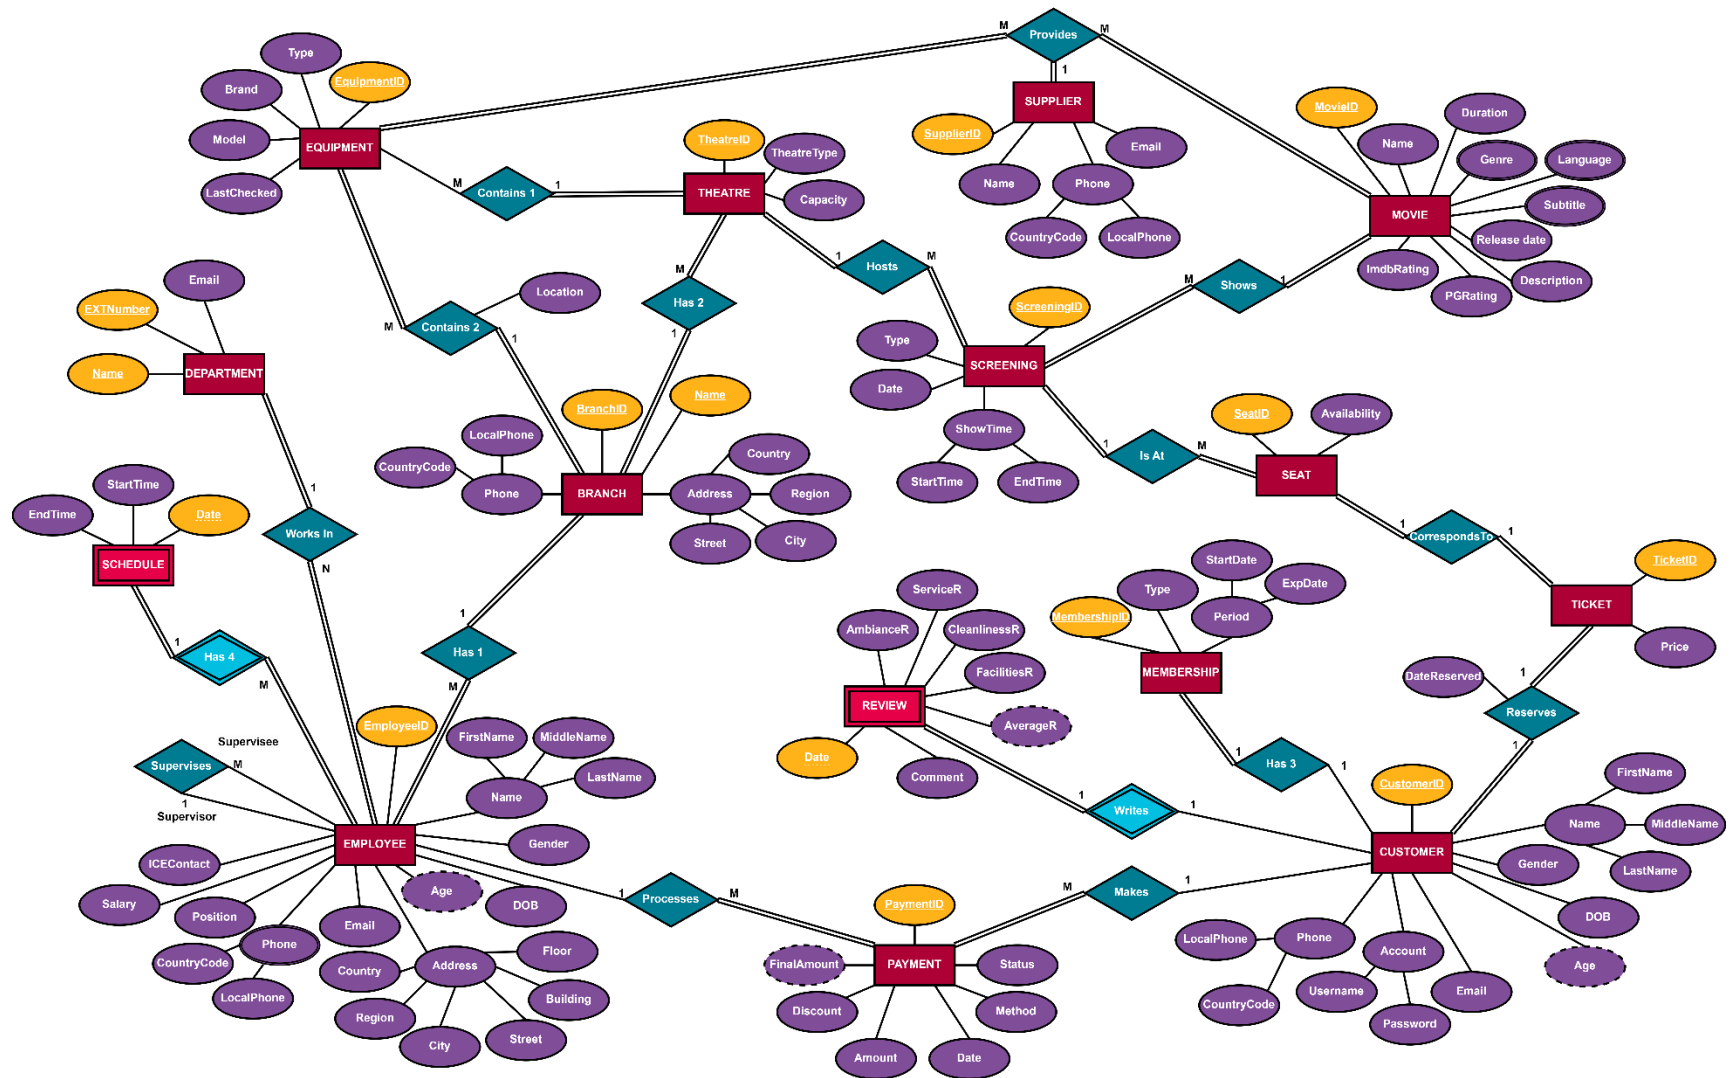 M
Provides
M
1
Type
Brand
EquipmentID
Model
EQUIPMENT
LastChecked
SUPPLIER
SupplierID
Email
Name
Phone
CountryCode
LocalPhone
MovieID
Duration
Name
Genre
Language
Subtitle
MOVIE
Release date
ImdbRating
Description
PGRating
TheatreID
TheatreType
THEATRE
Capacity
M
Contains 1
1
M
Has 2
1
1
Hosts
M
M
Shows
1
Location
M
Contains 2
1
Email
EXTNumber
DEPARTMENT
Name
ScreeningID
Type
SCREENING
Date
ShowTime
StartTime
EndTime
BranchID
Name
LocalPhone
CountryCode
Phone
BRANCH
Country
Address
Region
Street
City
1
Is At
M
SeatID
Availability
SEAT
1
CorrespondsTo
1
StartTime
EndTime
Date
SCHEDULE
1
Works In
N
TicketID
TICKET
Price
StartDate
Type
ExpDate
MembershipID
Period
MEMBERSHIP
ServiceR
AmbianceR
CleanlinessR
FacilitiesR
REVIEW
AverageR
Date
Comment
1
Has 4
M
1
Has 1
M
DateReserved
1
Reserves
1
1
Has 3
1
Supervisee
Supervises
M
1
Supervisor
EmployeeID
FirstName
MiddleName
LastName
Name
EMPLOYEE
Gender
ICEContact
Age
DOB
Salary
Position
Email
Phone
CountryCode
LocalPhone
Floor
Country
Address
Building
Region
City
Street
1
Writes
1
1
Processes
M
M
Makes
1
PaymentID
FinalAmount
PAYMENT
Status
Discount
Method
Amount
Date
CustomerID
FirstName
Name
MiddleName
CUSTOMER
Gender
LastName
DOB
LocalPhone
Phone
Account
Age
CountryCode
Username
Email
Password